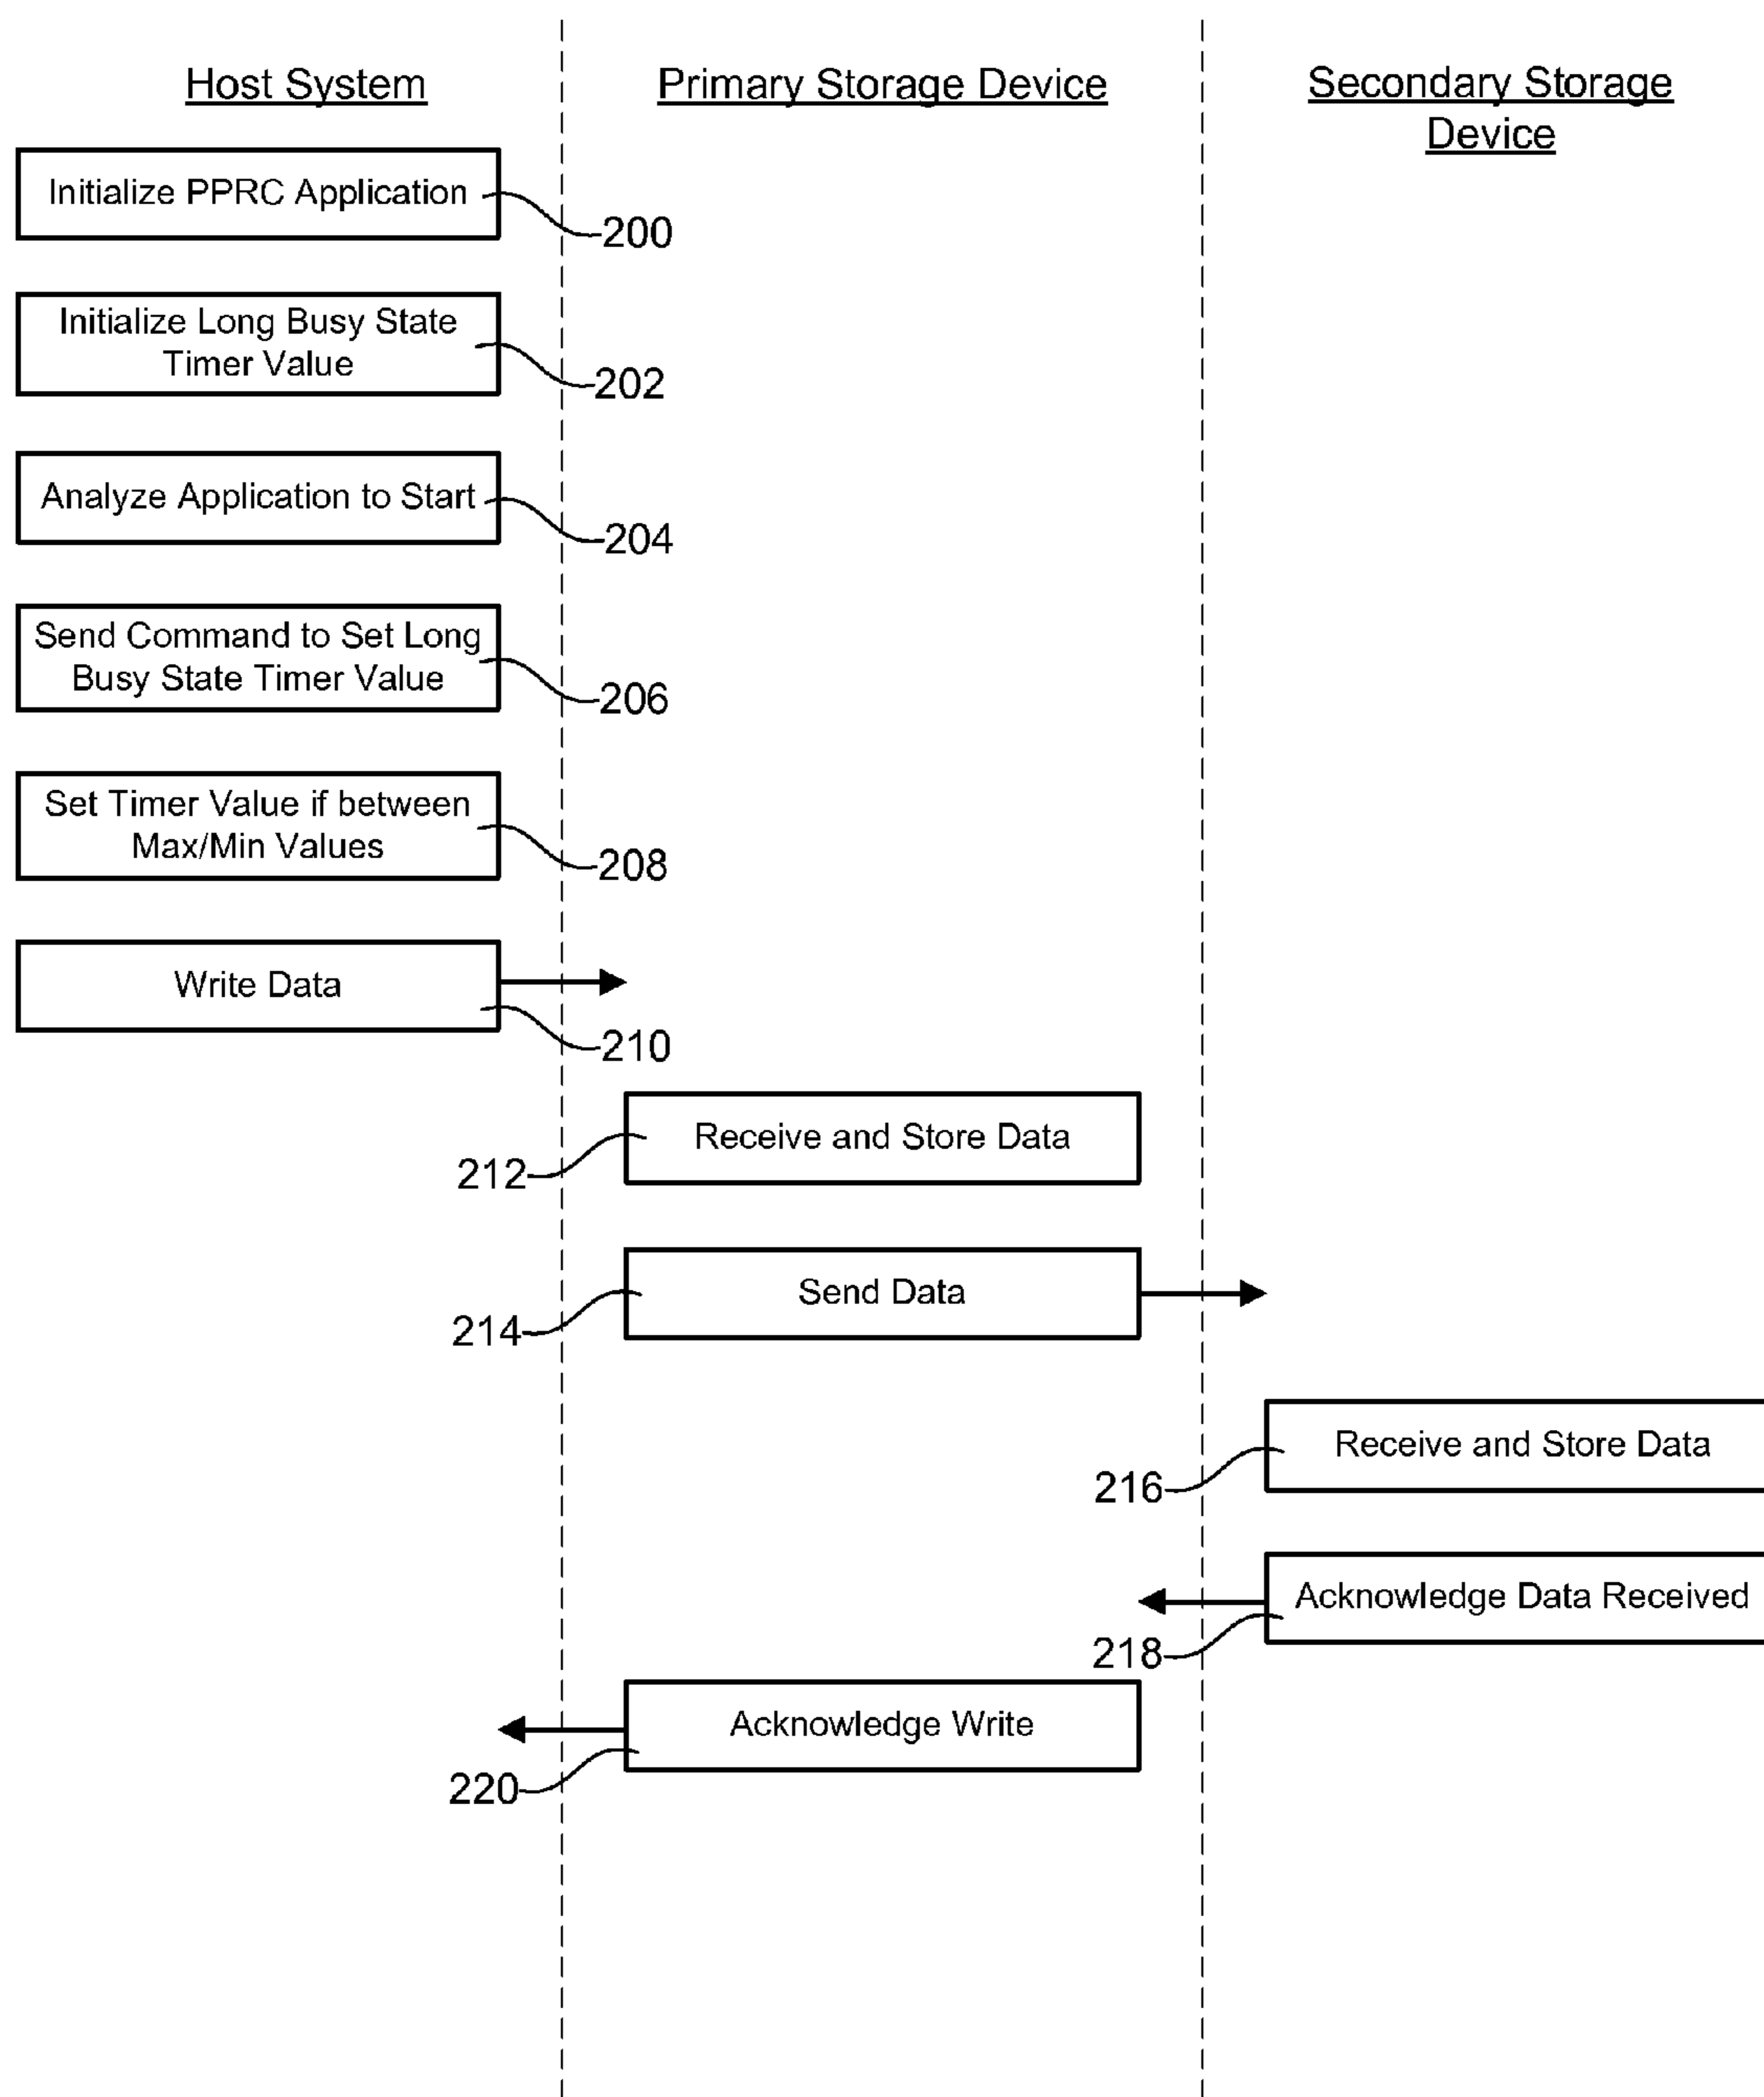 Host System
Primary Storage Device
Secondary Storage
Device
Initialize PPRC Application
200
Initialize Long Busy State
Timer Value
202
Analyze Application to Start
204
Send Command to Set Long
Busy State Timer Value
206
Set Timer Value if between
Max/Min Values
208
Write Data
210
Receive and Store Data
212
Send Data
214
Receive and Store Data
216
Acknowledge Data Received
218
Acknowledge Write
220